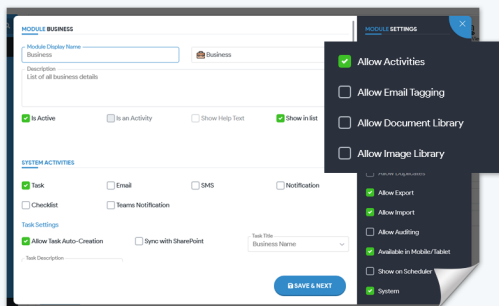 MODULE BUSINESS
Module Display Name
Business
Business
Description
List of all business details
Is Active
Is an Activity
Show Help Text
Show in list
SYSTEM ACTIVITIES
Task
Email
SMS
Notification
Checklist
Teams Notification
Task Settings
Allow Task Auto-Creation
Sync with SharePoint
Task Title
Business Name
Task Description
SAVE & NEXT
MODULE SETTINGS
Allow Activities
Allow Email Tagging
Allow Document Library
Allow Image Library
Allow Duplicates
Allow Export
Allow Import
Allow Auditing
Available in Mobile/Tablet
Show on Scheduler
System